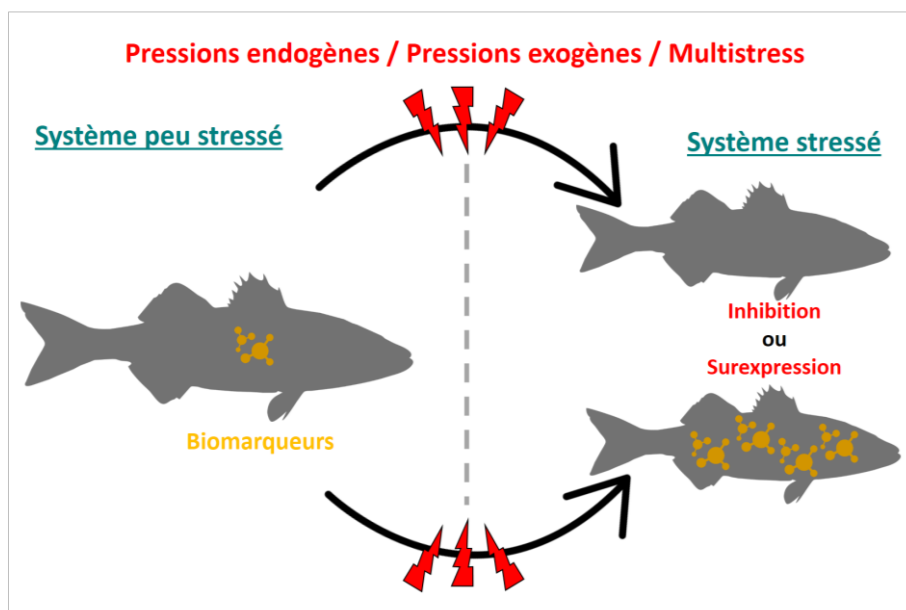 Pressions endogènes / Pressions exogènes / Multistress
Système peu stressé
Système stressé
Inhibition
ou
Surexpression
Biomarqueurs